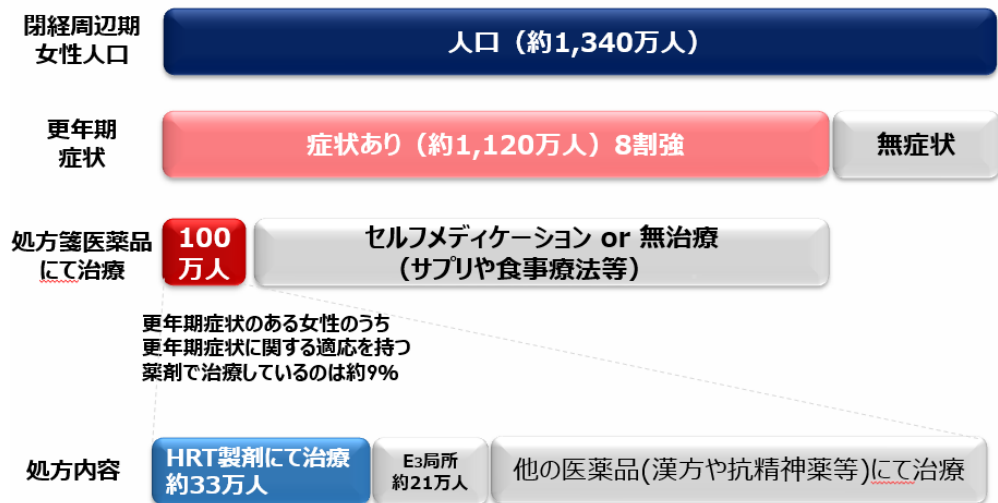 閉経周辺期
女性人口
人口（約1,340万人）
更年期
症状
症状あり（約1,120万人）8割強
無症状
処方箋医薬品
にて治療
100
万人
セルフメディケーション or 無治療
（サプリや食事療法等）
更年期症状のある女性のうち
更年期症状に関する適応を持つ
薬剤で治療しているのは約9%
処方内容
HRT製剤にて治療
約33万人
E3局所
約21万人
他の医薬品(漢方や抗精神薬等)にて治療